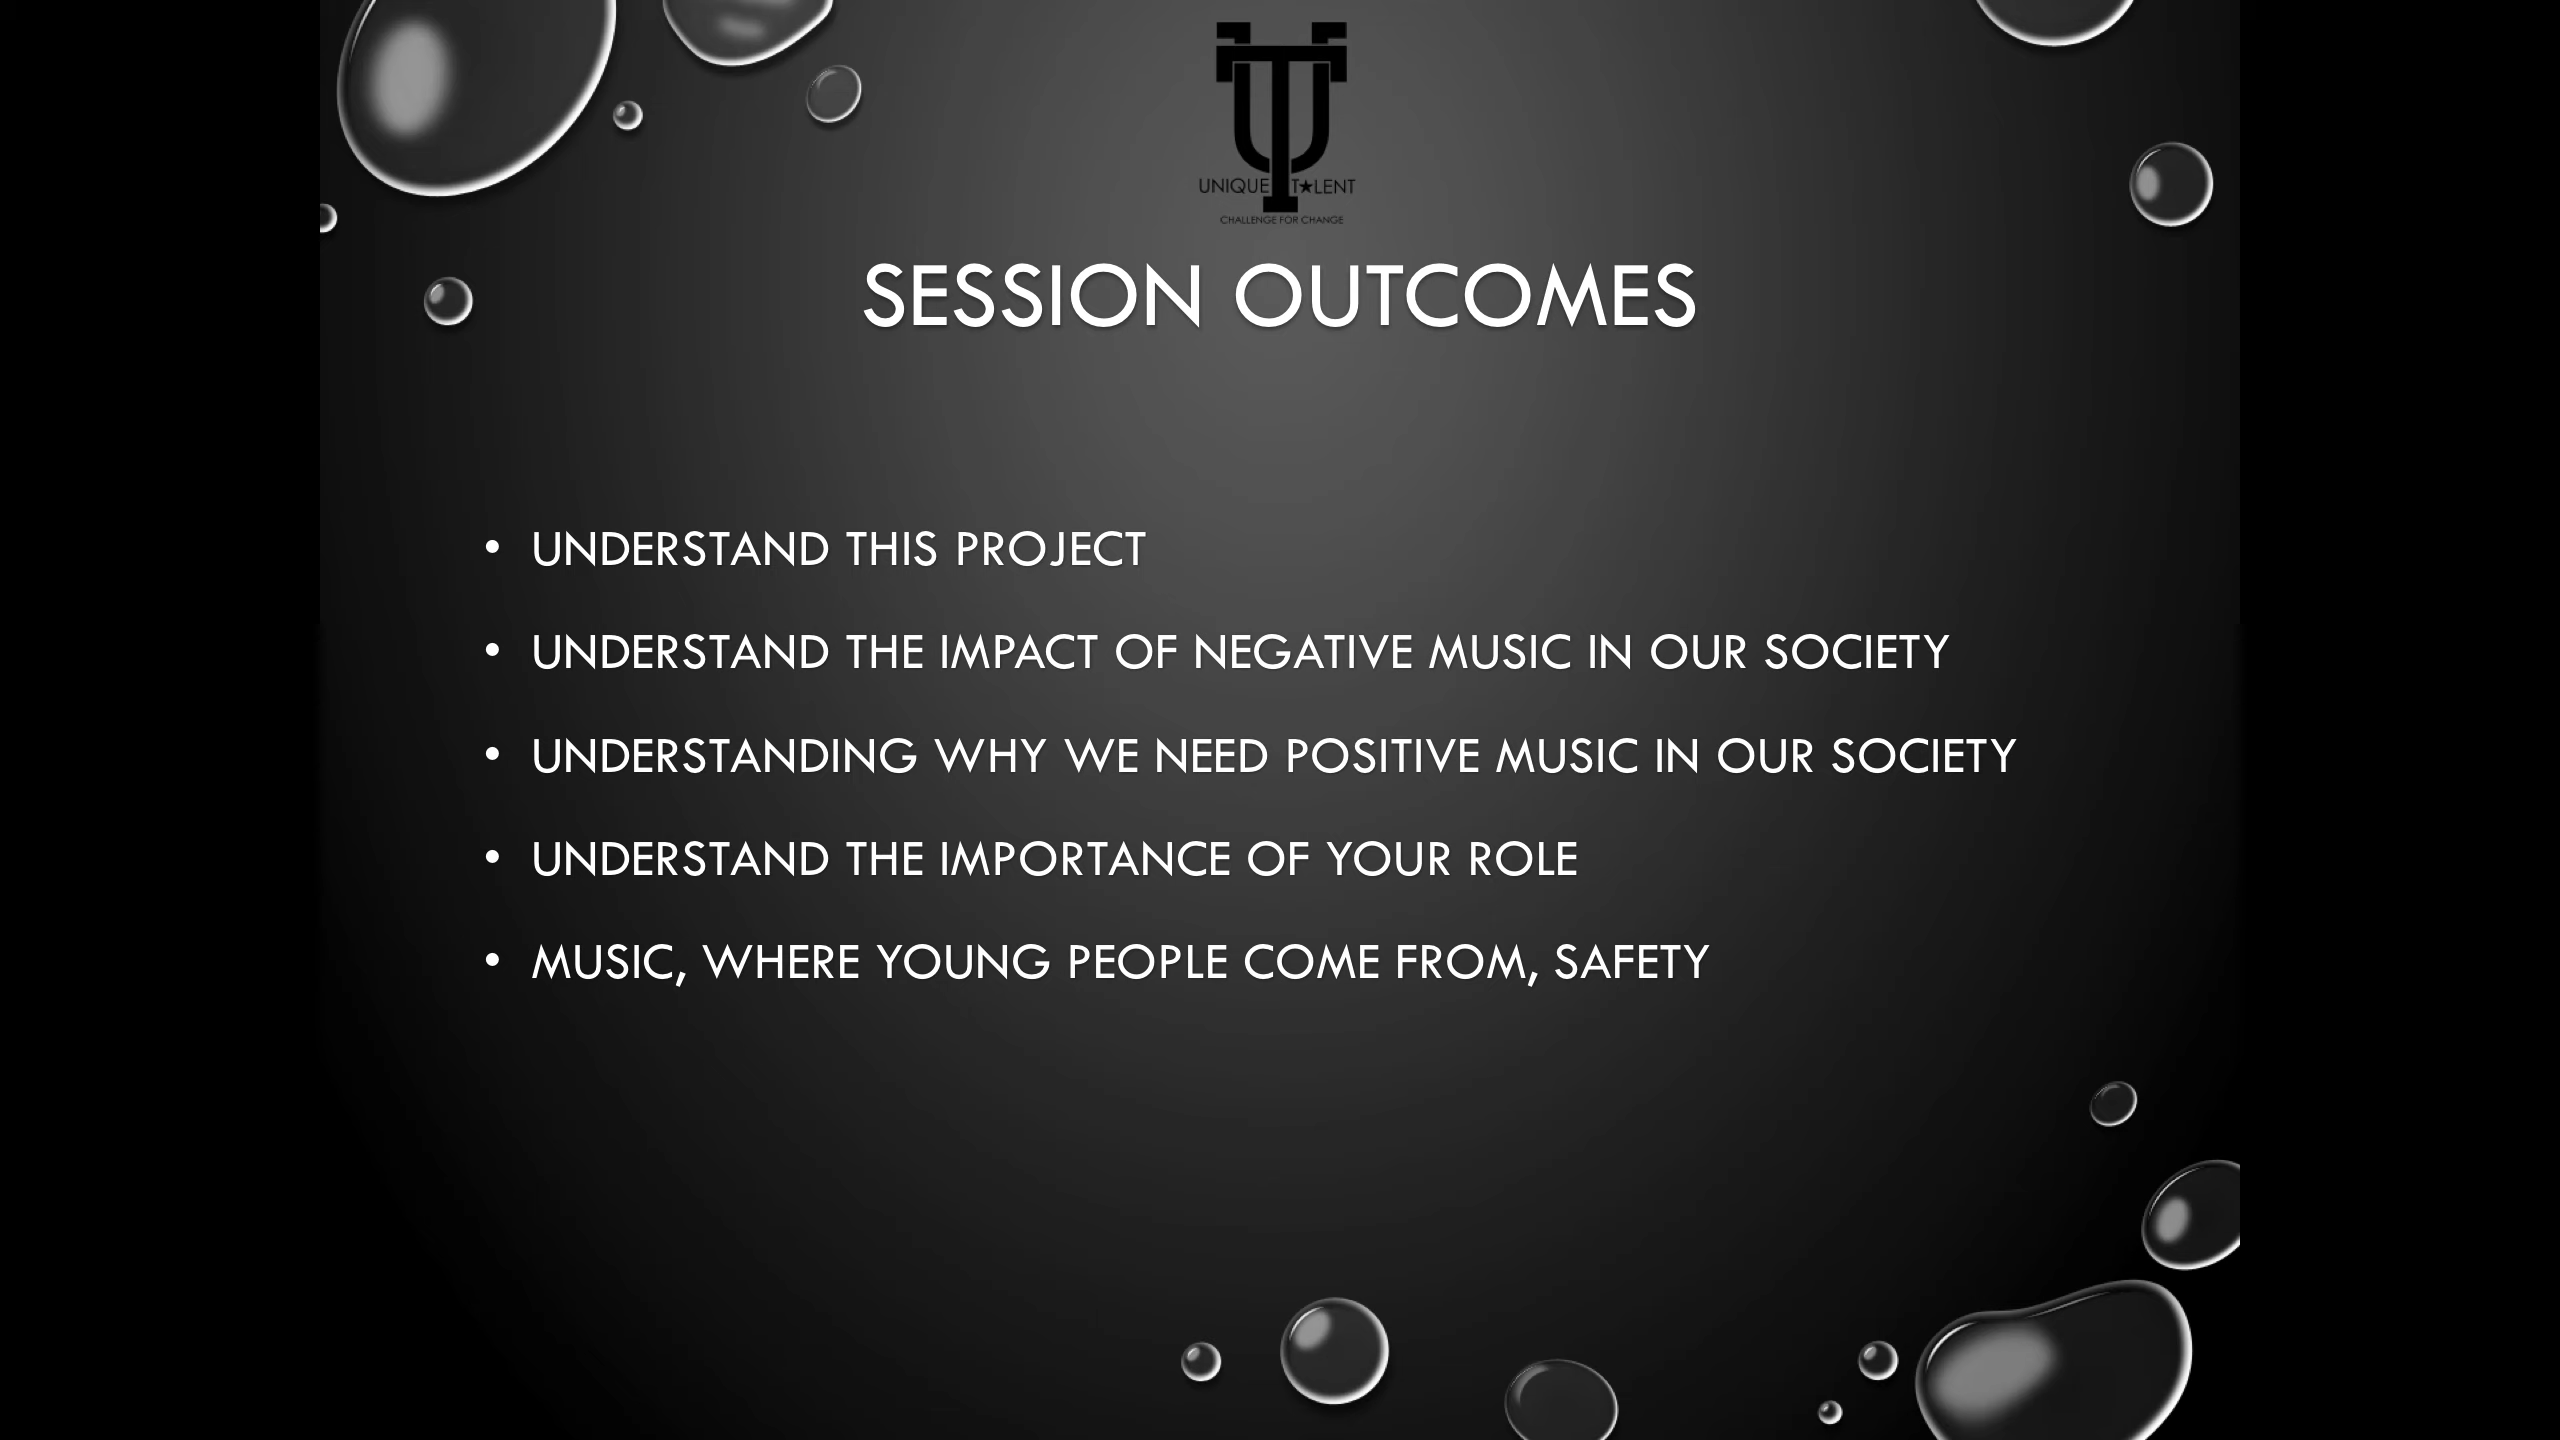 UNIQUE T★LENT
CHALLENGE FOR CHANGE
SESSION OUTCOMES
• UNDERSTAND THIS PROJECT
• UNDERSTAND THE IMPACT OF NEGATIVE MUSIC IN OUR SOCIETY
• UNDERSTANDING WHY WE NEED POSITIVE MUSIC IN OUR SOCIETY
• UNDERSTAND THE IMPORTANCE OF YOUR ROLE
• MUSIC, WHERE YOUNG PEOPLE COME FROM, SAFETY